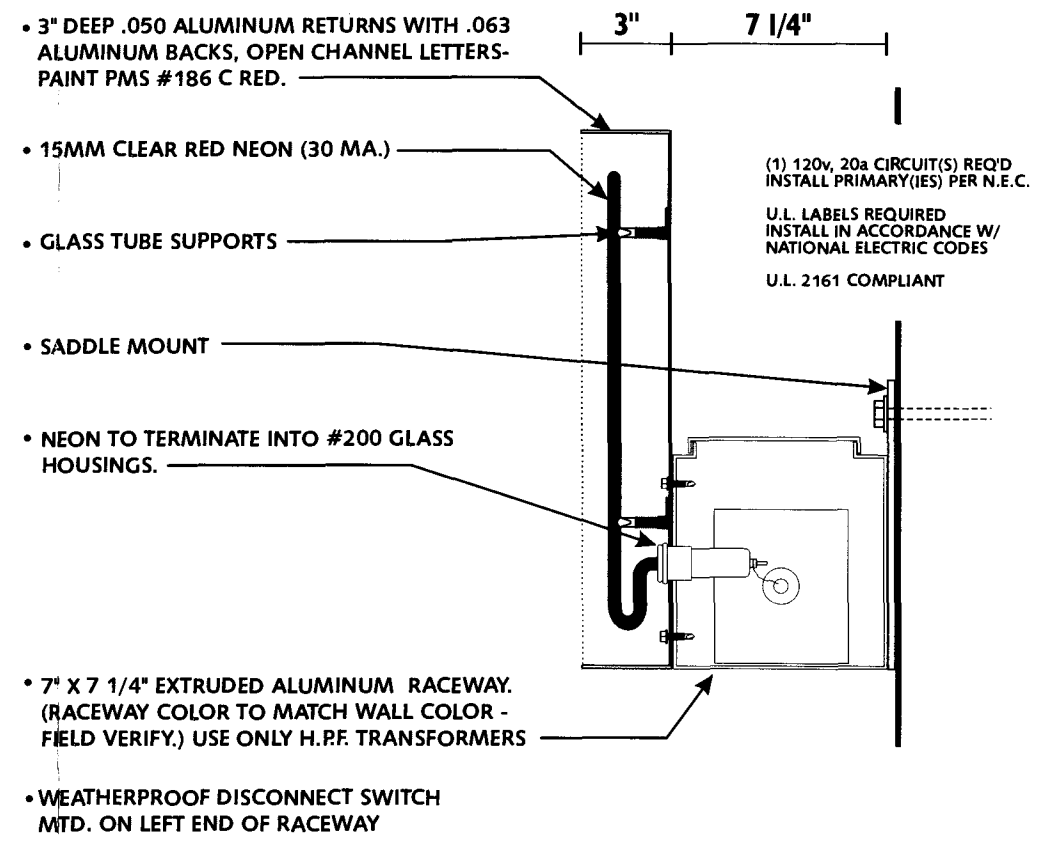 • 3" DEEP .050 ALUMINUM RETURNS WITH .063
ALUMINUM BACKS, OPEN CHANNEL LETTERS-
PAINT PMS #186 C RED.
• 15MM CLEAR RED NEON (30 MA.)
• GLASS TUBE SUPPORTS
• SADDLE MOUNT
• NEON TO TERMINATE INTO #200 GLASS
HOUSINGS.
• 7" X 7 1/4" EXTRUDED ALUMINUM RACEWAY.
(RACEWAY COLOR TO MATCH WALL COLOR -
FIELD VERIFY.) USE ONLY H.P.F. TRANSFORMERS
• WEATHERPROOF DISCONNECT SWITCH
MTD. ON LEFT END OF RACEWAY
3"
7 1/4"
(1) 120v, 20a CIRCUIT(S) REQ'D
INSTALL PRIMARY(IES) PER N.E.C.
U.L. LABELS REQUIRED
INSTALL IN ACCORDANCE W/
NATIONAL ELECTRIC CODES
U.L. 2161 COMPLIANT